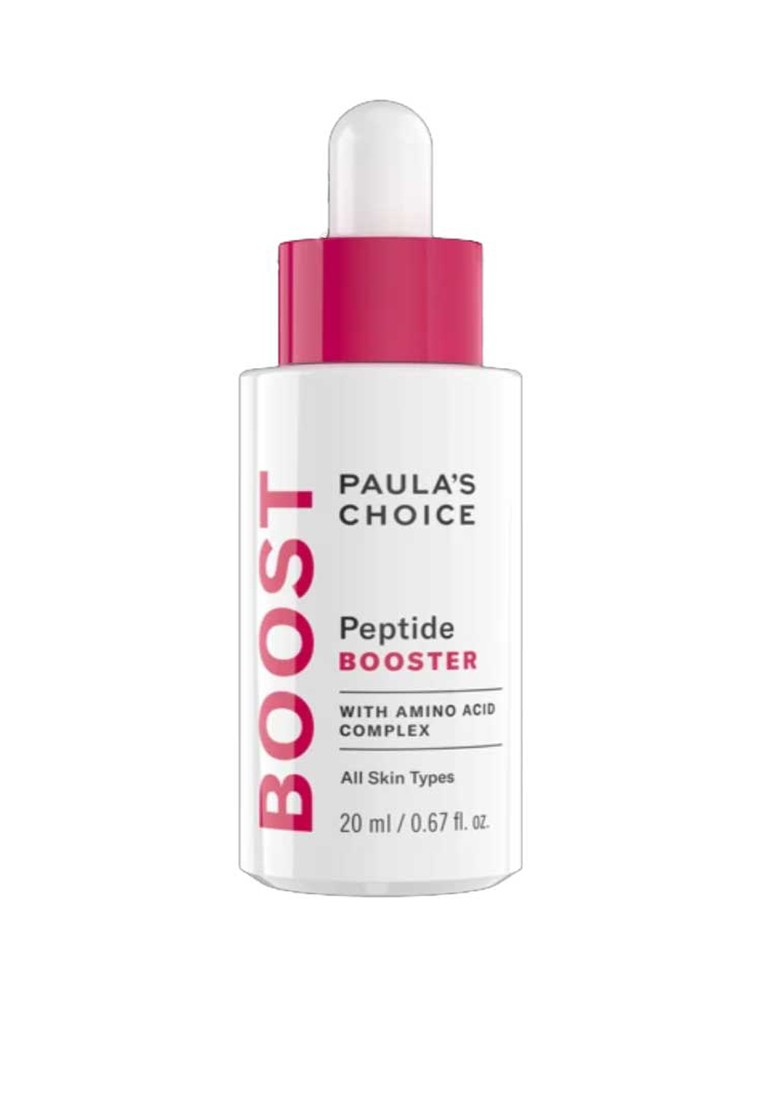 BOOST
PAULA'S
CHOICE
Peptide
BOOSTER
WITH AMINO ACID
COMPLEX
All Skin Types
20 ml / 0.67 fl. oz.